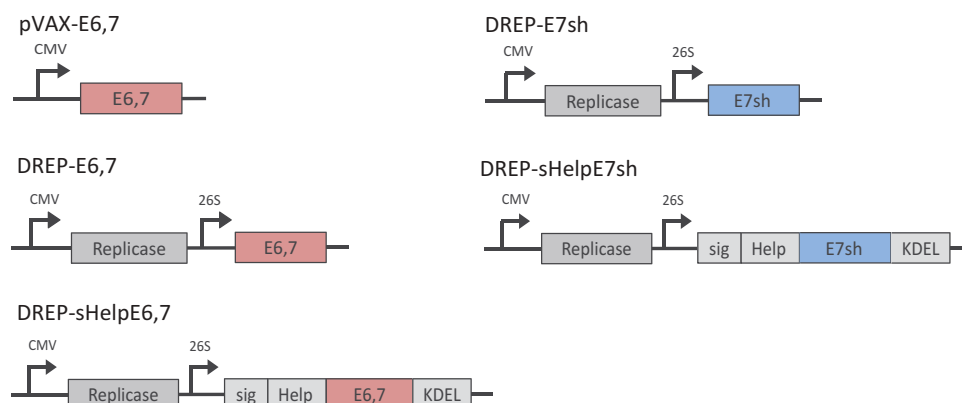 pVAX-E6,7
CMV
E6,7
DREP-E6,7
CMV
26S
Replicase
E6,7
DREP-sHelpE6,7
CMV
26S
Replicase
sig
Help
E6,7
KDEL
DREP-E7sh
CMV
26S
Replicase
E7sh
DREP-sHelpE7sh
CMV
26S
Replicase
sig
Help
E7sh
KDEL